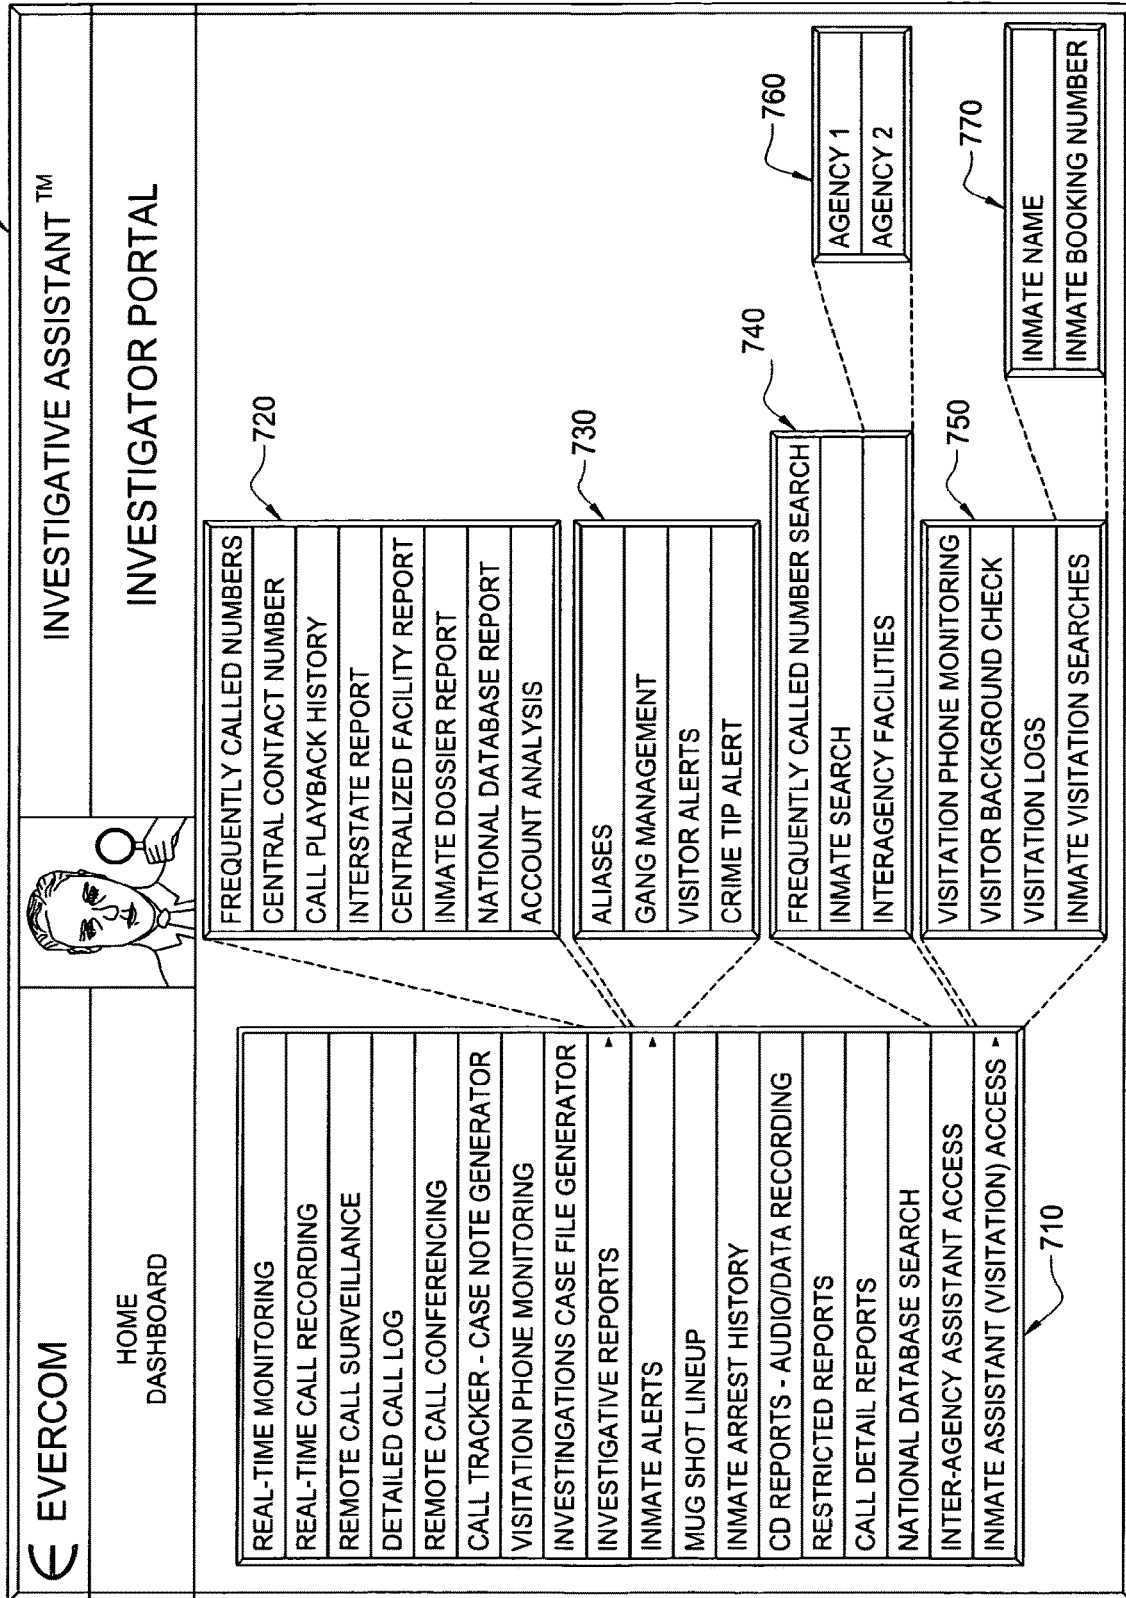 EVERCOM
INVESTIGATIVE ASSISTANT™
HOME
DASHBOARD
INVESTIGATOR PORTAL
REAL-TIME MONITORING
REAL-TIME CALL RECORDING
REMOTE CALL SURVEILLANCE
DETAILED CALL LOG
REMOTE CALL CONFERENCING
CALL TRACKER - CASE NOTE GENERATOR
VISITATION PHONE MONITORING
INVESTINGATIONS CASE FILE GENERATOR
INVESTIGATIVE REPORTS
INMATE ALERTS
MUG SHOT LINEUP
INMATE ARREST HISTORY
CD REPORTS - AUDIO/DATA RECORDING
RESTRICTED REPORTS
CALL DETAIL REPORTS
NATIONAL DATABASE SEARCH
INTER-AGENCY ASSISTANT ACCESS
INMATE ASSISTANT (VISITATION) ACCESS
710
FREQUENTLY CALLED NUMBERS
CENTRAL CONTACT NUMBER
CALL PLAYBACK HISTORY
INTERSTATE REPORT
CENTRALIZED FACILITY REPORT
INMATE DOSSIER REPORT
NATIONAL DATABASE REPORT
ACCOUNT ANALYSIS
720
ALIASES
GANG MANAGEMENT
VISITOR ALERTS
CRIME TIP ALERT
730
FREQUENTLY CALLED NUMBER SEARCH
INMATE SEARCH
INTERAGENCY FACILITIES
740
VISITATION PHONE MONITORING
VISITOR BACKGROUND CHECK
VISITATION LOGS
INMATE VISITATION SEARCHES
750
AGENCY 1
AGENCY 2
760
INMATE NAME
INMATE BOOKING NUMBER
770